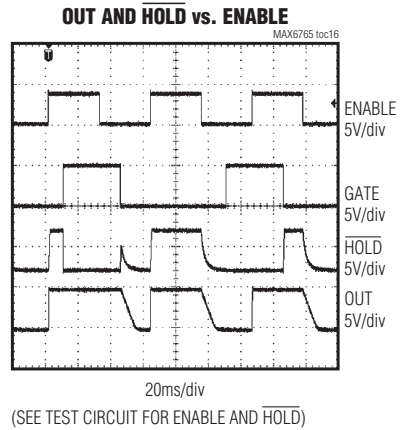 OUT AND HOLD vs. ENABLE
MAX6765 toc16
T
ENABLE
5V/div
GATE
5V/div
HOLD
5V/div
OUT
5V/div
20ms/div
(SEE TEST CIRCUIT FOR ENABLE AND HOLD)